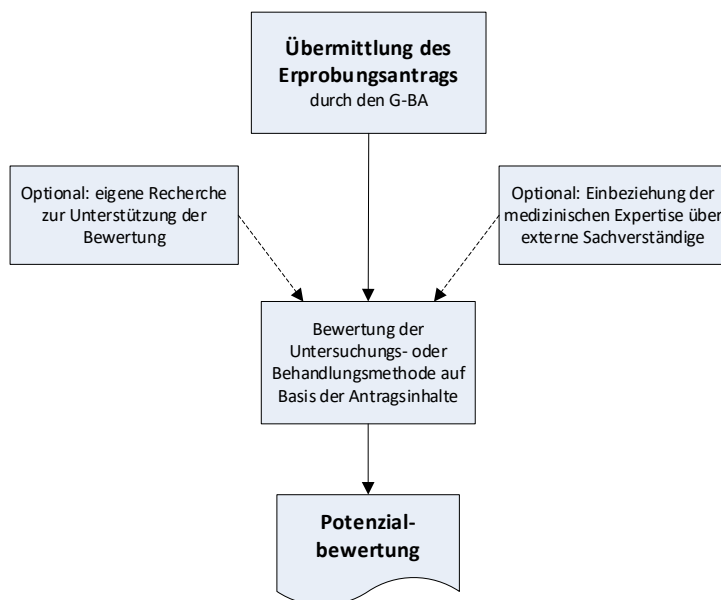 Übermittlung des
Erprobungsantrags
durch den G-BA
Optional: eigene Recherche
zur Unterstützung der
Bewertung
Optional: Einbeziehung der
medizinischen Expertise über
externe Sachverständige
Bewertung der
Untersuchungs- oder
Behandlungsmethode auf
Basis der Antragsinhalte
Potenzial-
bewertung